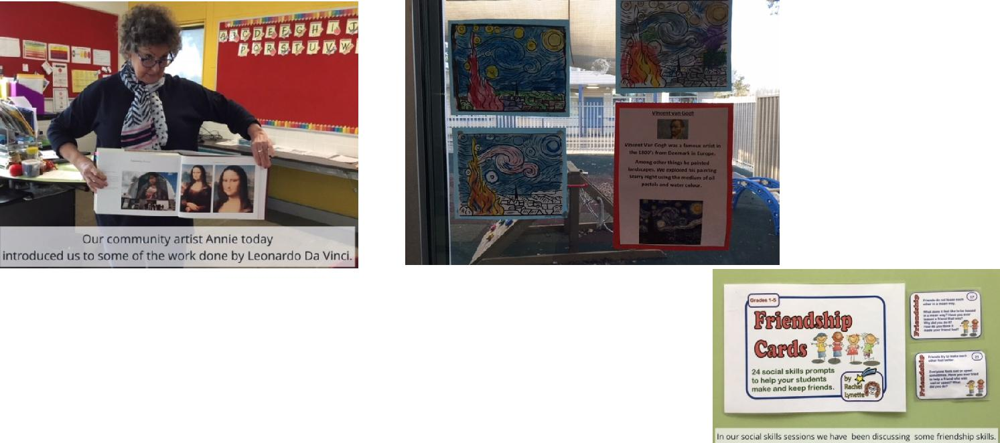 A B C D E F G H I J
P Q R S T U V W
Our community artist Annie today
introduced us to some of the work done by Leonardo Da Vinci.
Vincent van Gogh
Vincent Van Gogh was a famous artist in
the 1800's from Denmark in Europe.
Among other things he painted
landscapes. We explored his painting
Starry night using the medium of oil
pastels and water colour.
Grades 1-5
Friendship
Cards
24 social skills prompts
to help your students
make and keep friends.
by
Rachel
Lynette
Friendship
17
Friends do not tease each
other in a mean way.
What does it feel like to be teased
in a mean way? Have you ever
teased a friend that way?
Why did you do it?
How do you think it
made your friend feel?
Friendship
21
Friends try to make each
other feel better.
Everyone feels sad or upset
sometimes. Have you ever tried
to help a friend who was
sad or upset? What
did you do?
In our social skills sessions we have been discussing some friendship skills.